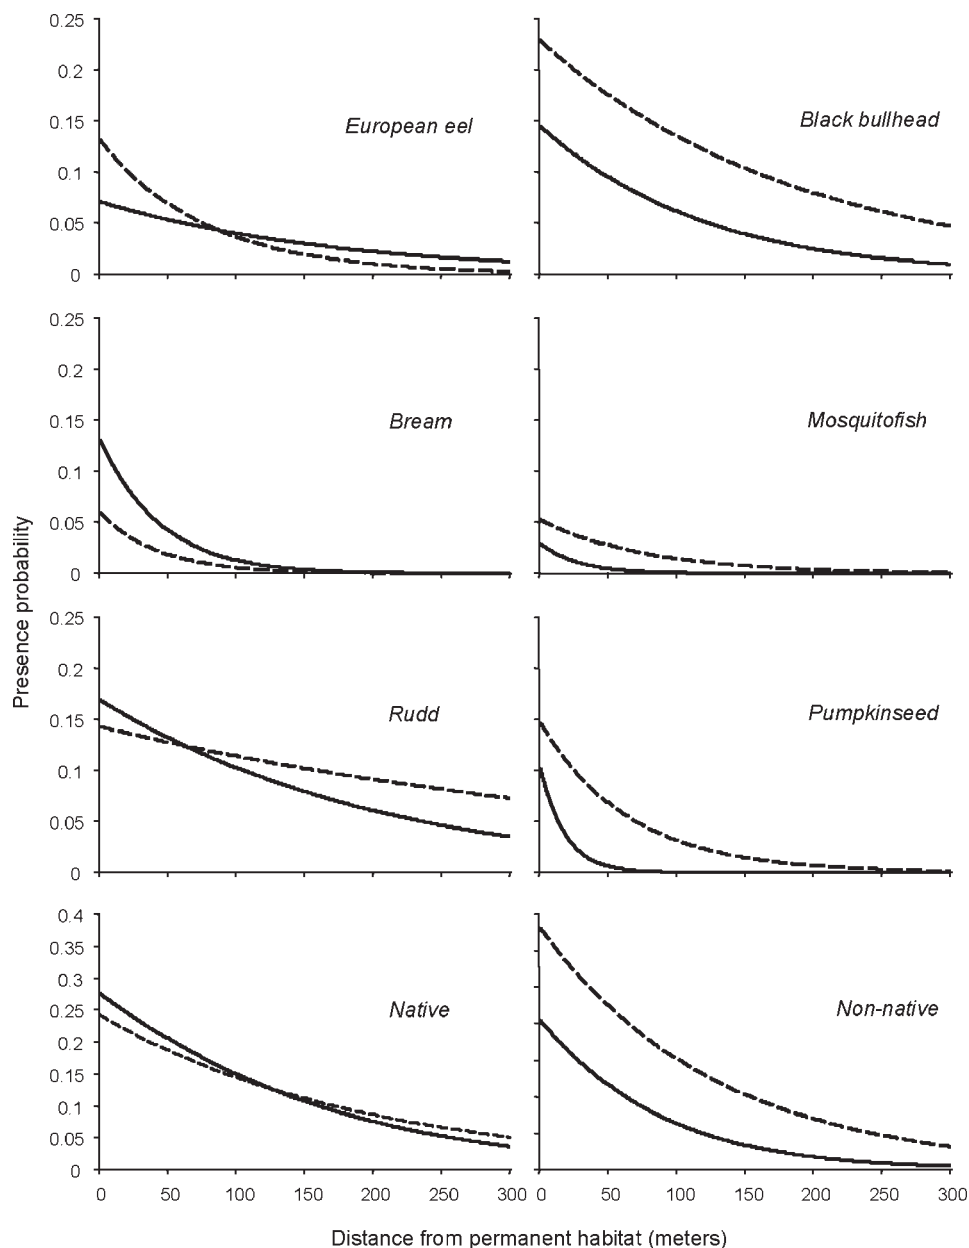 0.25
0.2
0.15
0.1
0.05
0
European eel
Black bullhead
0.25
0.2
0.15
0.1
0.05
0
Bream
Mosquitofish
0.25
0.2
0.15
0.1
0.05
0
Rudd
Pumpkinseed
0.4
0.35
0.3
0.25
0.2
0.15
0.1
0.05
0
Native
Non-native
0 50 100 150 200 250 300
0 50 100 150 200 250 300
Presence probability
Distance from permanent habitat (meters)